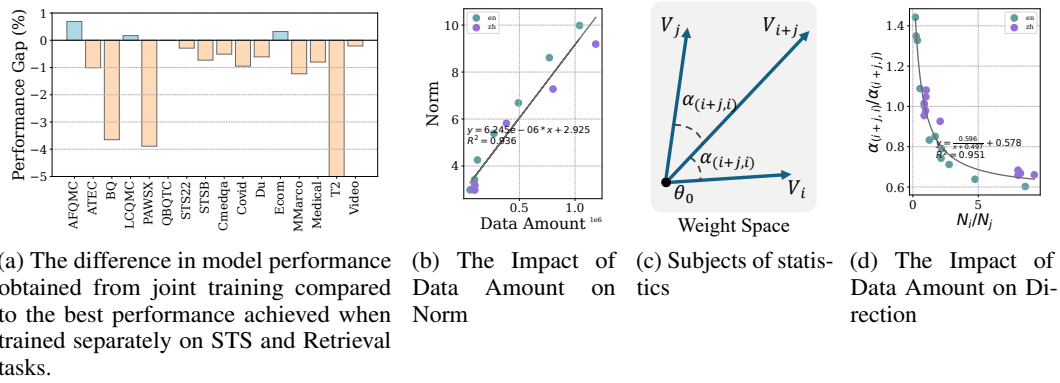 Performance Gap (%)
1
0
−1
−2
−3
−4
−5
AFQMC
ATEC
BQ
LCQMC
PAWSX
QBQTC
STS22
STSB
Cmedqa
Covid
Du
Ecom
MMarco
Medical
T2
Video
(a) The difference in model performance
obtained from joint training compared
to the best performance achieved when
trained separately on STS and Retrieval
tasks.
en
zh
Norm
10
8
6
4
y = 6.245e − 06 * x + 2.925
R² = 0.936
0.5
1.0
Data Amount 1e6
(b) The Impact of
Data Amount on
Norm
V_j
V_{i+j}
α_{(i+j,i)}
α_{(i+j,i)}
θ_0
V_i
Weight Space
(c) Subjects of statis-
tics
en
zh
α_{(i+j,i)}/α_{(i+j,j)}
1.4
1.2
1.0
0.8
0.6
y = 0.596/(x+0.497) + 0.578
R² = 0.951
0
5
N_i/N_j
(d) The Impact of
Data Amount on Di-
rection